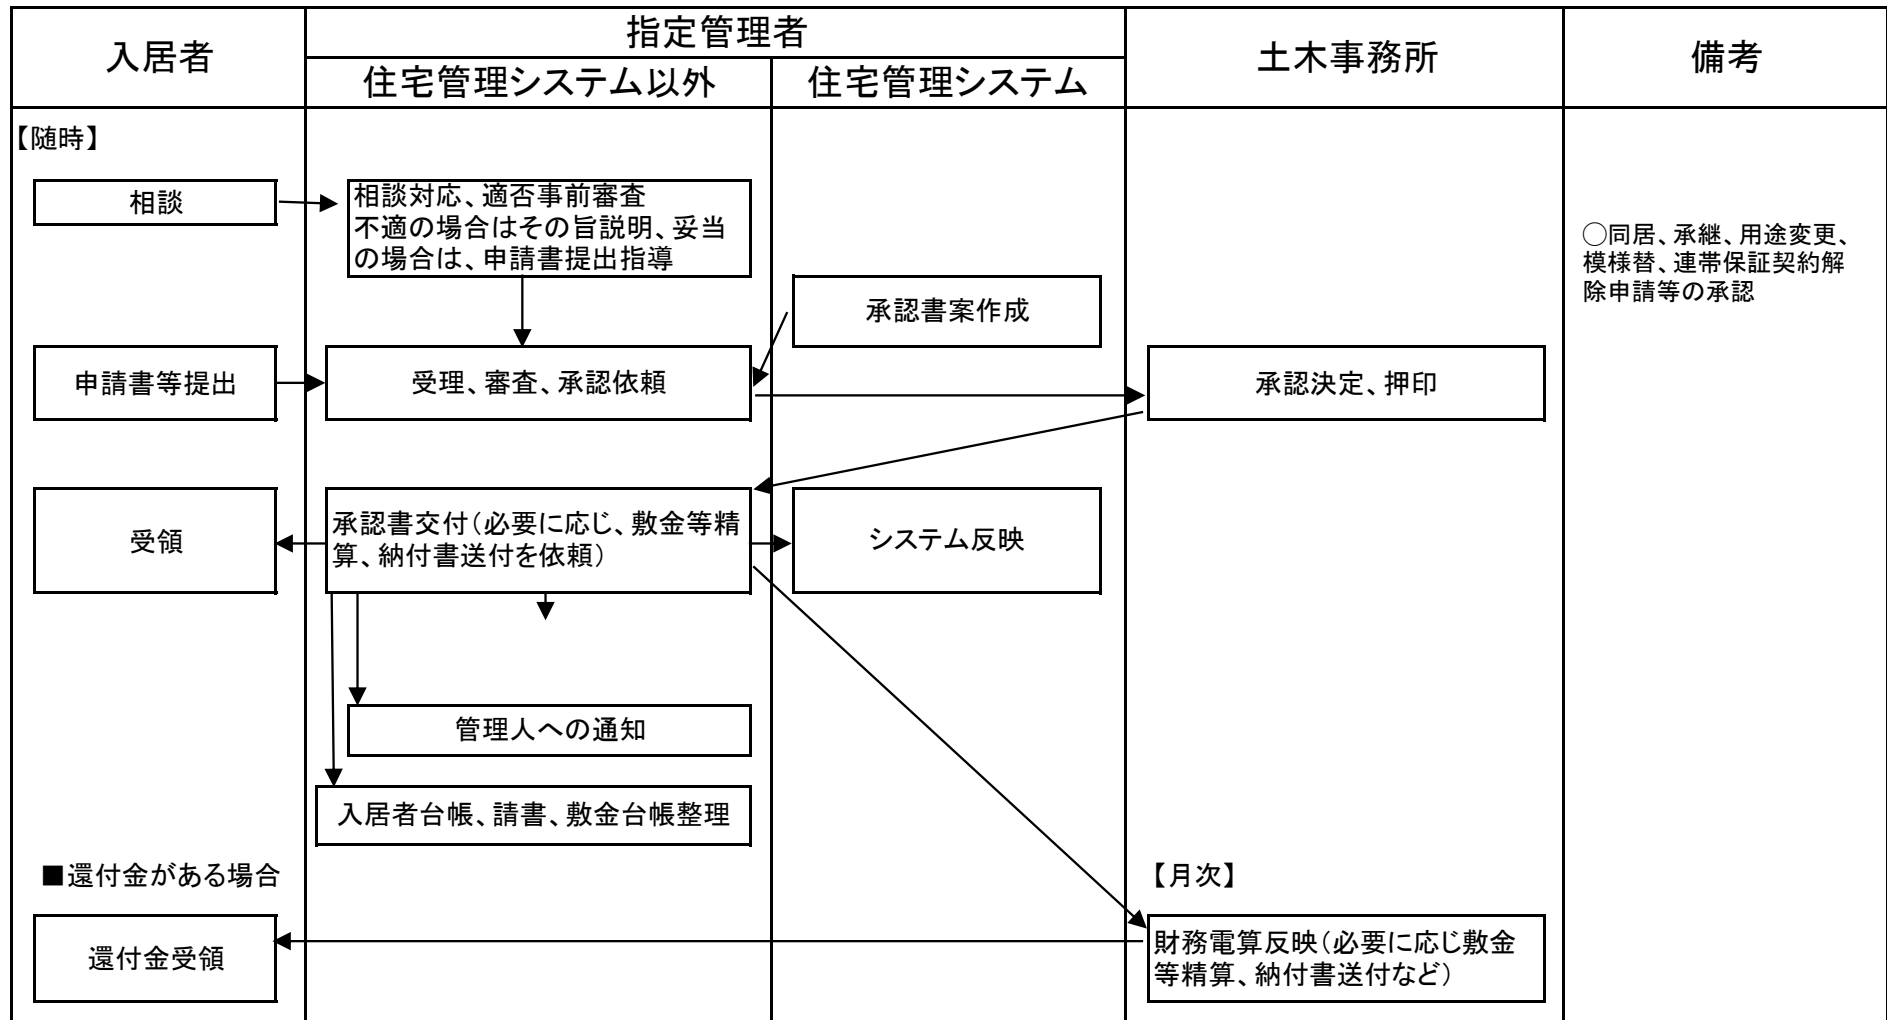 入居者
指定管理者
住宅管理システム以外
住宅管理システム
土木事務所
備考
【随時】
相談
相談対応、適否事前審査
不適の場合はその旨説明、妥当
の場合は、申請書提出指導
○同居、承継、用途変更、
模様替、連帯保証契約解
除申請等の承認
承認書案作成
申請書等提出
受理、審査、承認依頼
承認決定、押印
受領
承認書交付（必要に応じ、敷金等精
算、納付書送付を依頼）
システム反映
管理人への通知
入居者台帳、請書、敷金台帳整理
■還付金がある場合
【月次】
還付金受領
財務電算反映（必要に応じ敷金
等精算、納付書送付など）